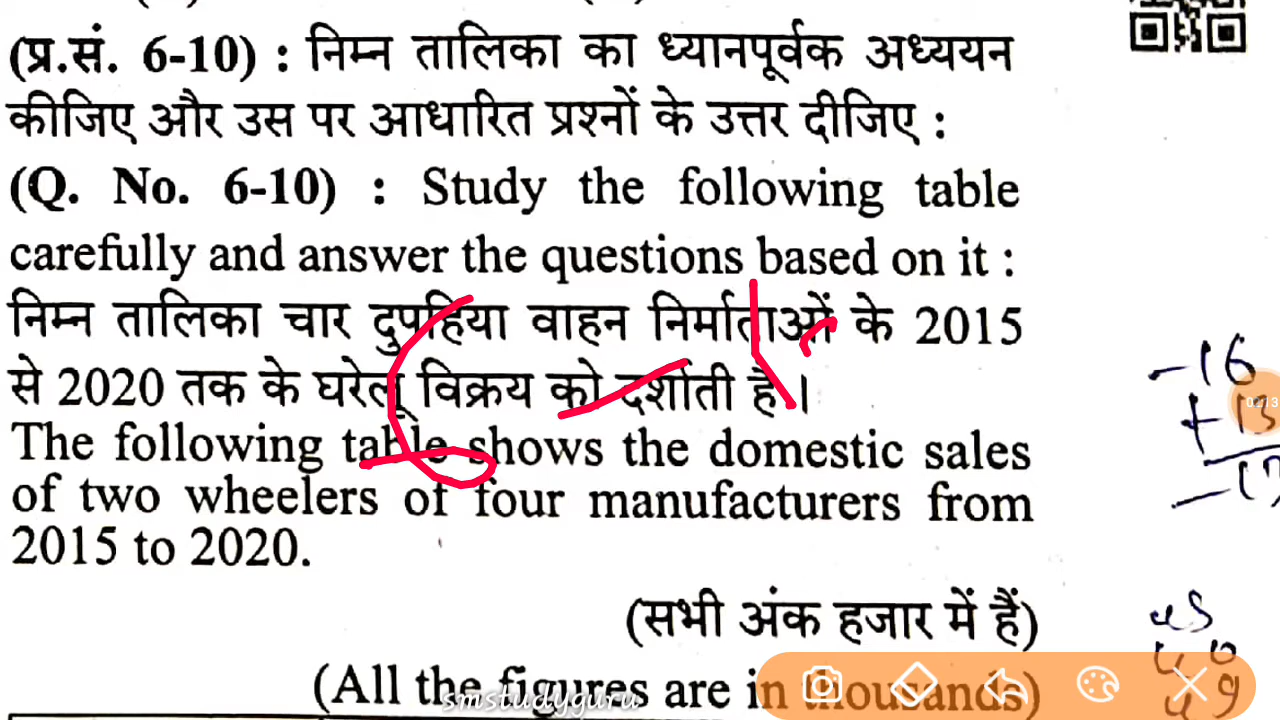 (प्र.सं. 6-10) : निम्न तालिका का ध्यानपूर्वक अध्ययन
कीजिए और उस पर आधारित प्रश्नों के उत्तर दीजिए :
(Q. No. 6-10) : Study the following table
carefully and answer the questions based on it :
निम्न तालिका चार दुपहिया वाहन निर्माताओं के 2015
से 2020 तक के घरेलू विक्रय को दर्शाती है।
The following table shows the domestic sales
of two wheelers of four manufacturers from
2015 to 2020.
-16
(सभी अंक हजार में हैं)
(All the figures are in thousands)
smstudyguru